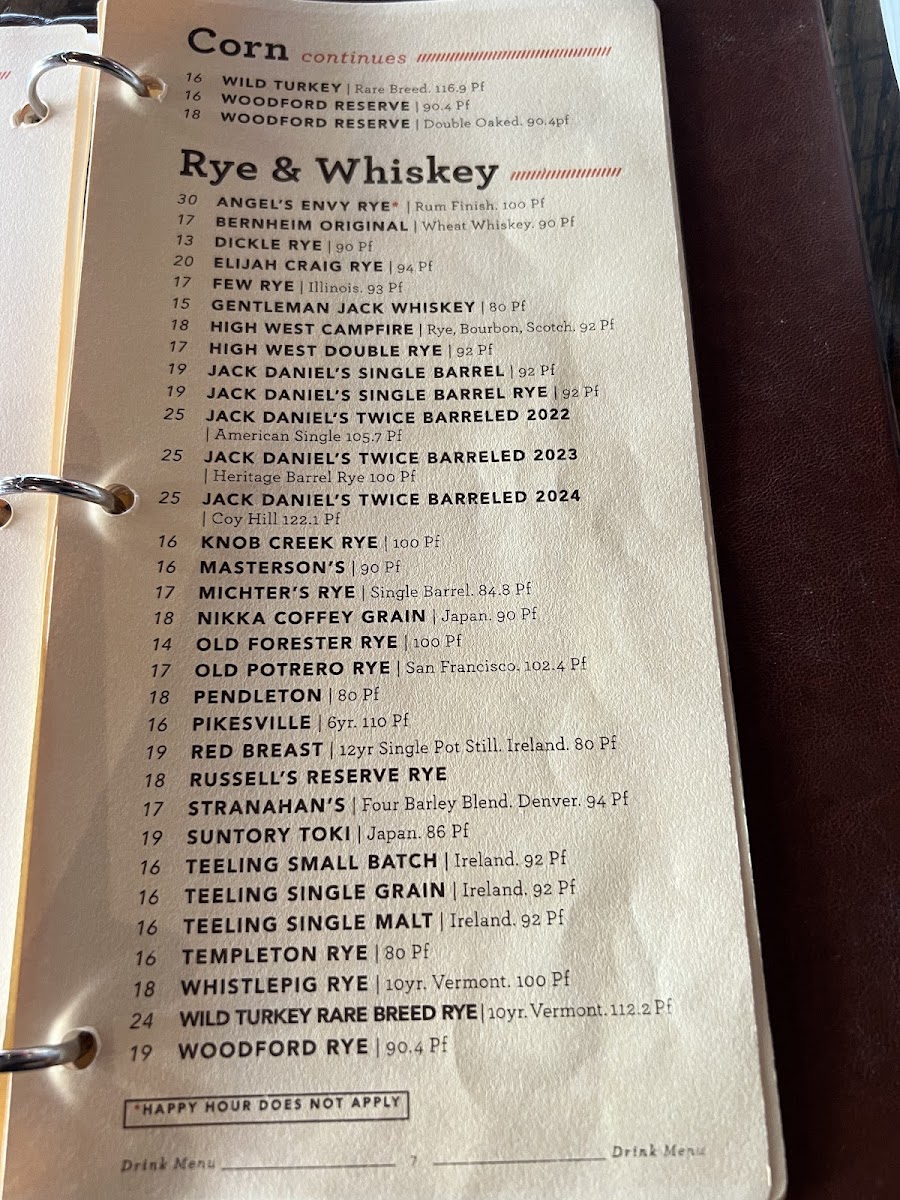 Corn continues
16 WILD TURKEY | Rare Breed. 116.9 Pf
16 WOODFORD RESERVE | 90.4 Pf
18 WOODFORD RESERVE | Double Oaked. 90.4pf
Rye & Whiskey
30 ANGEL'S ENVY RYE* | Rum Finish. 100 Pf
17 BERNHEIM ORIGINAL | Wheat Whiskey. 90 Pf
13 DICKLE RYE | 90 Pf
20 ELIJAH CRAIG RYE | 94 Pf
17 FEW RYE | Illinois. 93 Pf
15 GENTLEMAN JACK WHISKEY | 80 Pf
18 HIGH WEST CAMPFIRE | Rye, Bourbon, Scotch. 92 Pf
17 HIGH WEST DOUBLE RYE | 92 Pf
19 JACK DANIEL'S SINGLE BARREL | 92 Pf
19 JACK DANIEL'S SINGLE BARREL RYE | 92 Pf
25 JACK DANIEL'S TWICE BARRELED 2022
| American Single 105.7 Pf
25 JACK DANIEL'S TWICE BARRELED 2023
| Heritage Barrel Rye 100 Pf
25 JACK DANIEL'S TWICE BARRELED 2024
| Coy Hill 122.1 Pf
16 KNOB CREEK RYE | 100 Pf
16 MASTERSON'S | 90 Pf
17 MICHTER'S RYE | Single Barrel. 84.8 Pf
18 NIKKA COFFEY GRAIN | Japan. 90 Pf
14 OLD FORESTER RYE | 100 Pf
17 OLD POTRERO RYE | San Francisco. 102.4 Pf
18 PENDLETON | 80 Pf
16 PIKESVILLE | 6yr. 110 Pf
19 RED BREAST | 12yr Single Pot Still. Ireland. 80 Pf
18 RUSSELL'S RESERVE RYE
17 STRANAHAN'S | Four Barley Blend. Denver. 94 Pf
19 SUNTORY TOKI | Japan. 86 Pf
16 TEELING SMALL BATCH | Ireland. 92 Pf
16 TEELING SINGLE GRAIN | Ireland. 92 Pf
16 TEELING SINGLE MALT | Ireland. 92 Pf
16 TEMPLETON RYE | 80 Pf
18 WHISTLEPIG RYE | 10yr. Vermont. 100 Pf
24 WILD TURKEY RARE BREED RYE | 10yr. Vermont. 112.2 Pf
19 WOODFORD RYE | 90.4 Pf
*HAPPY HOUR DOES NOT APPLY
Drink Menu 7 Drink Menu